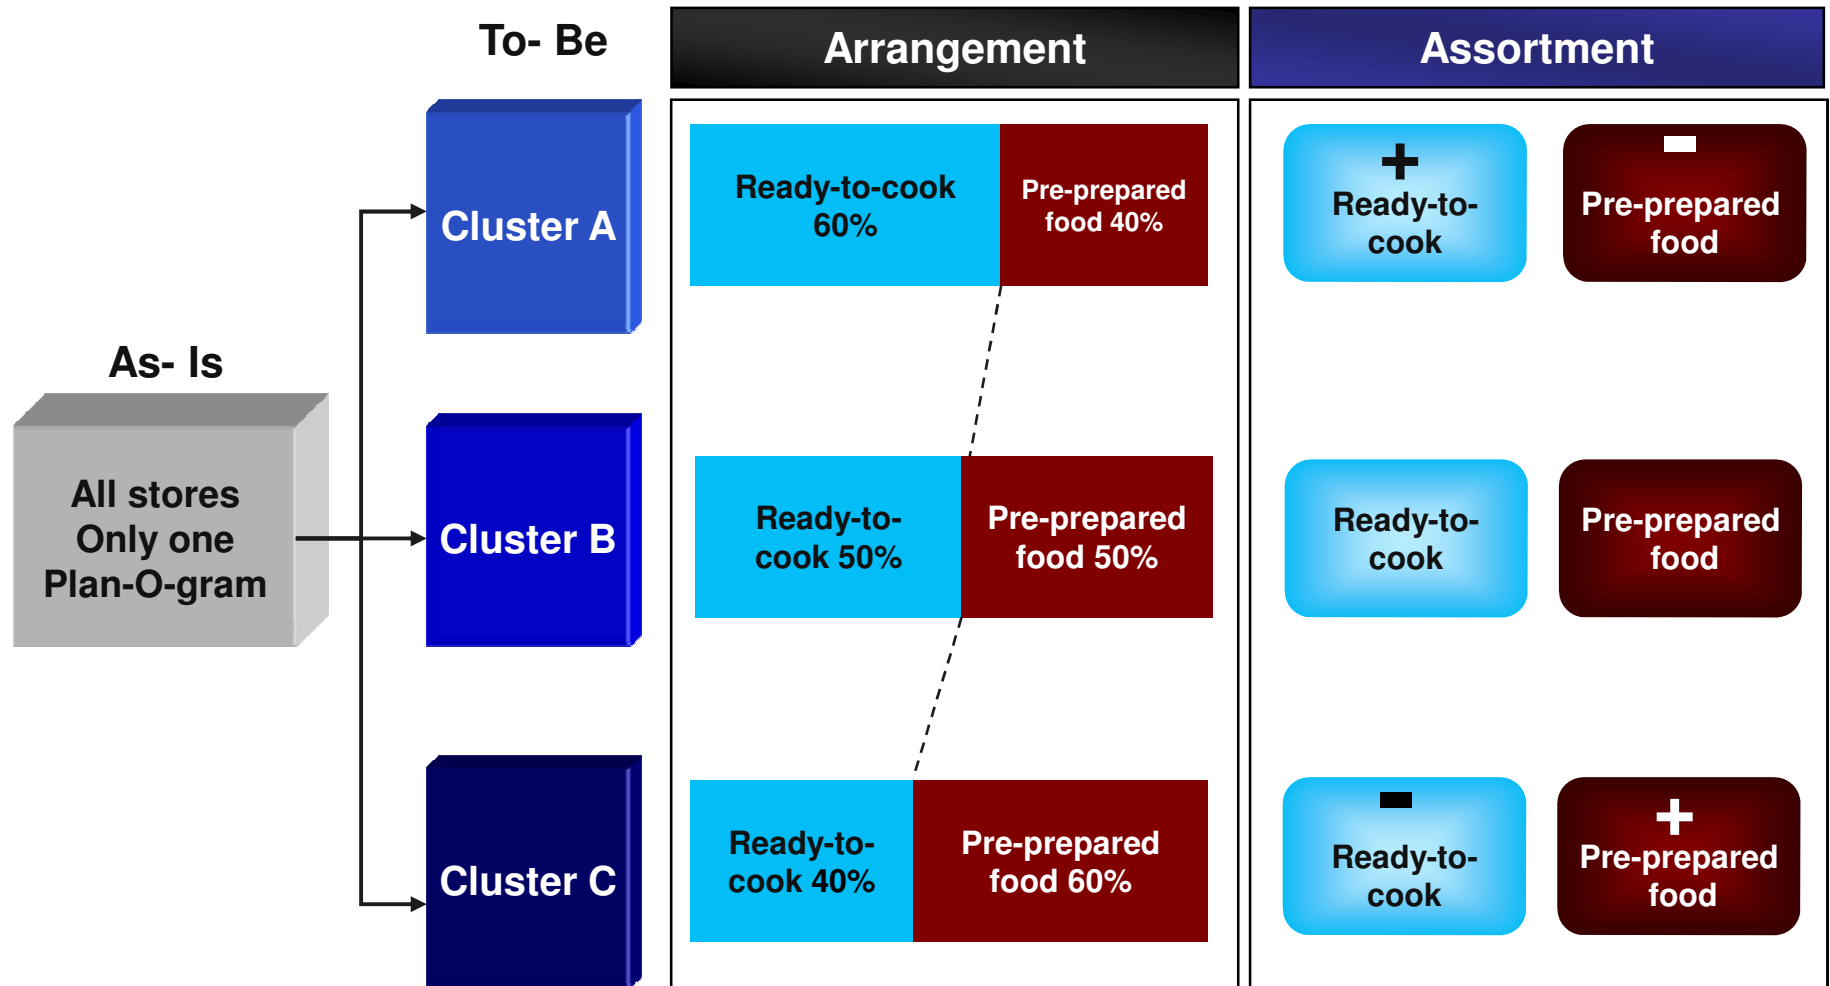 To- Be
Arrangement
Assortment
As- Is
All stores
Only one
Plan-O-gram
Cluster A
Ready-to-cook
60%
Pre-prepared
food 40%
+
Ready-to-
cook
-
Pre-prepared
food
Cluster B
Ready-to-
cook 50%
Pre-prepared
food 50%
Ready-to-
cook
Pre-prepared
food
Cluster C
Ready-to-
cook 40%
Pre-prepared
food 60%
-
Ready-to-
cook
+
Pre-prepared
food